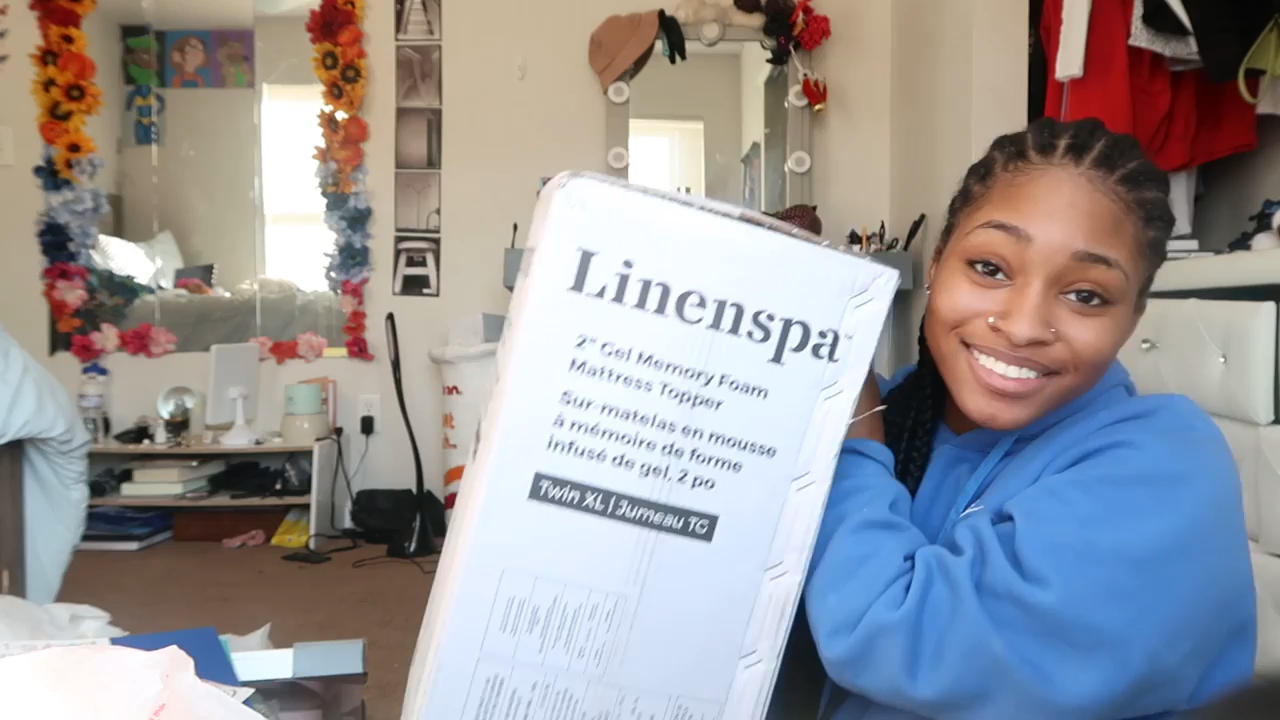 Linenspa™
2" Gel Memory Foam
Mattress Topper
Sur-matelas en mousse
à mémoire de forme
infusé de gel, 2 po
Twin XL | Jumeau TG